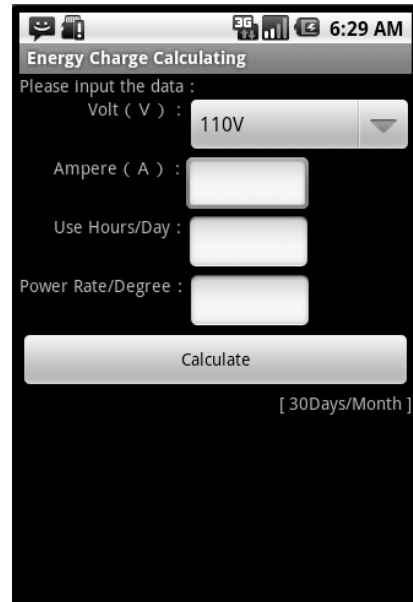 3G 6:29 AM
Energy Charge Calculating
Please input the data :
Volt ( V ) : 110V
Ampere ( A ) :
Use Hours/Day :
Power Rate/Degree :
Calculate
[ 30Days/Month ]